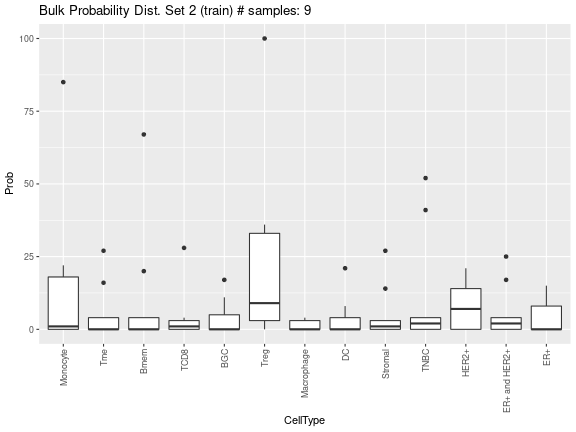 Bulk Probability Dist. Set 2 (train) # samples: 9
Prob
100
75
50
25
0
Monocyte
Tme
Bmem
TCD8
BGC
Treg
Macrophage
DC
Stromal
TNBC
HER2+
ER+ and HER2+
ER+
CellType